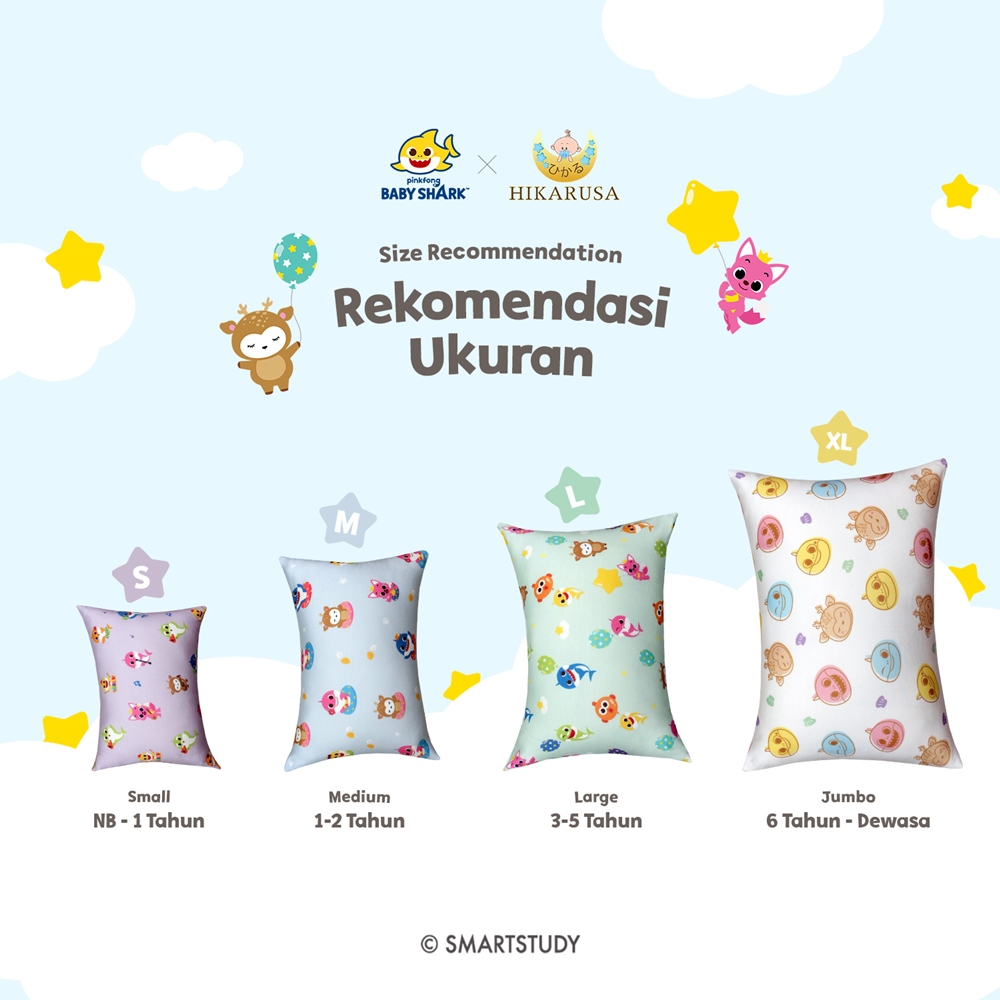 pinkfong
BABY SHARK™
ひかる
HIKARUSA
Size Recommendation
Rekomendasi
Ukuran
XL
L
M
S
Small
NB - 1 Tahun
Medium
1-2 Tahun
Large
3-5 Tahun
Jumbo
6 Tahun - Dewasa
© SMARTSTUDY